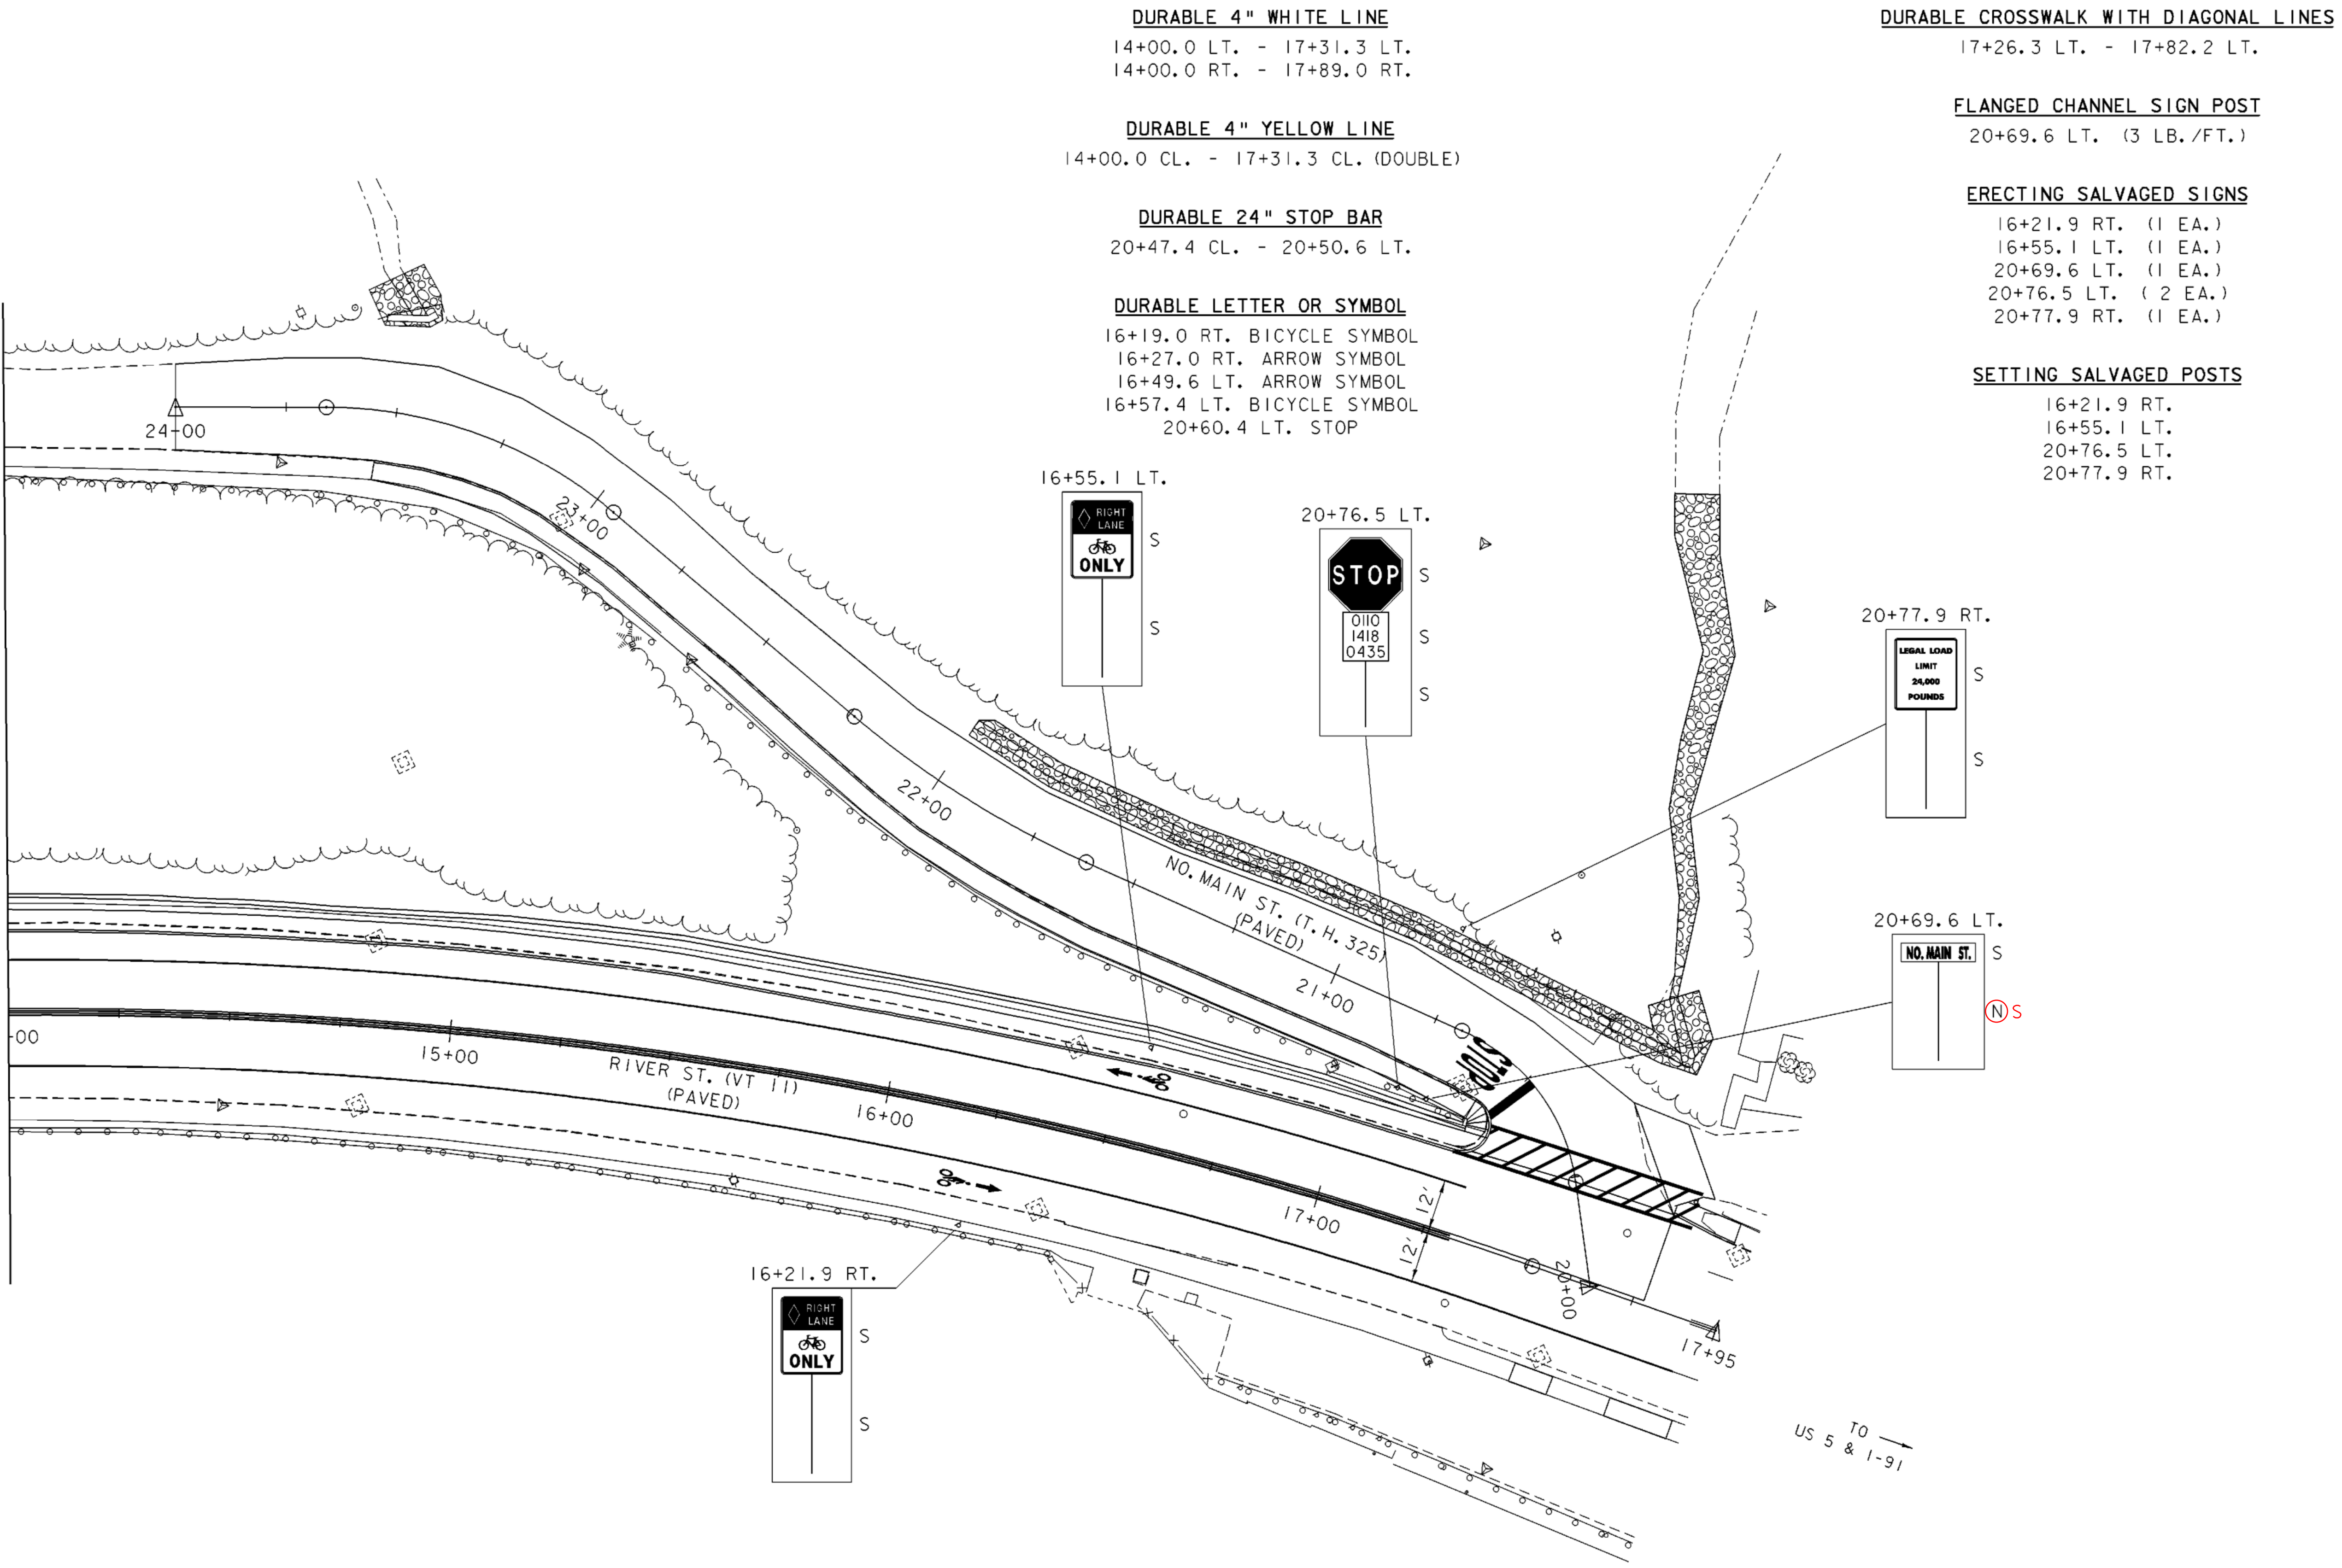 DURABLE 4" WHITE LINE
14+00.0 LT. - 17+31.3 LT.
14+00.0 RT. - 17+89.0 RT.
DURABLE 4" YELLOW LINE
14+00.0 CL. - 17+31.3 CL. (DOUBLE)
DURABLE 24" STOP BAR
20+47.4 CL. - 20+50.6 LT.
DURABLE LETTER OR SYMBOL
16+19.0 RT. BICYCLE SYMBOL
16+27.0 RT. ARROW SYMBOL
16+49.6 LT. ARROW SYMBOL
16+57.4 LT. BICYCLE SYMBOL
20+60.4 LT. STOP
DURABLE CROSSWALK WITH DIAGONAL LINES
17+26.3 LT. - 17+82.2 LT.
FLANGED CHANNEL SIGN POST
20+69.6 LT. (3 LB./FT.)
ERECTING SALVAGED SIGNS
16+21.9 RT. (1 EA.)
16+55.1 LT. (1 EA.)
20+69.6 LT. (1 EA.)
20+76.5 LT. ( 2 EA.)
20+77.9 RT. (1 EA.)
SETTING SALVAGED POSTS
16+21.9 RT.
16+55.1 LT.
20+76.5 LT.
20+77.9 RT.
24+00
23+00
22+00
21+00
20+00
NO. MAIN ST. (T.H. 325)
(PAVED)
16+55.1 LT.
RIGHT
LANE
ONLY
S
S
20+76.5 LT.
STOP
0110
1418
0435
S
S
S
20+77.9 RT.
LEGAL LOAD
LIMIT
24,000
POUNDS
S
S
20+69.6 LT.
NO. MAIN ST.
S
N S
STOP
-00
15+00
RIVER ST. (VT 11)
(PAVED)
16+00
17+00
12'
12'
17+95
16+21.9 RT.
RIGHT
LANE
ONLY
S
S
TO
US 5 & I-91